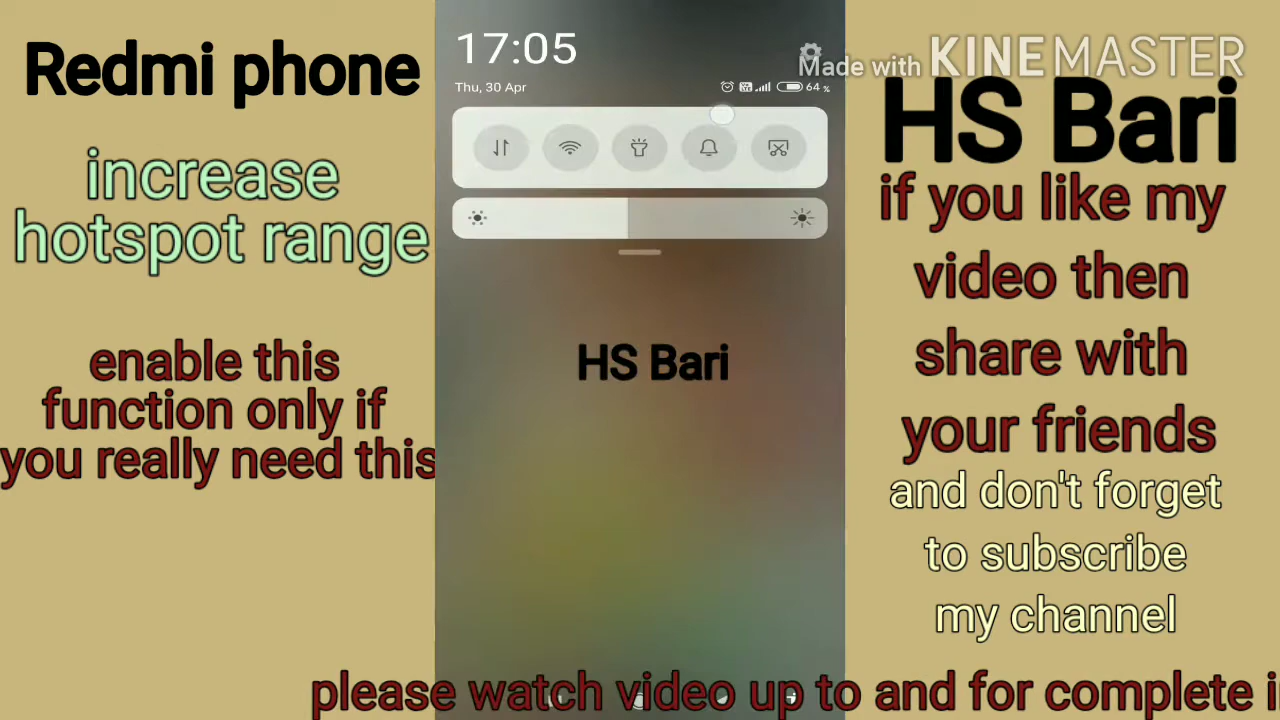 Redmi phone
increase
hotspot range
enable this
function only if
you really need this
17:05
Thu, 30 Apr
64 %
HS Bari
Made with KINEMASTER
HS Bari
if you like my
video then
share with
your friends
and don't forget
to subscribe
my channel
please watch video up to and for complete i